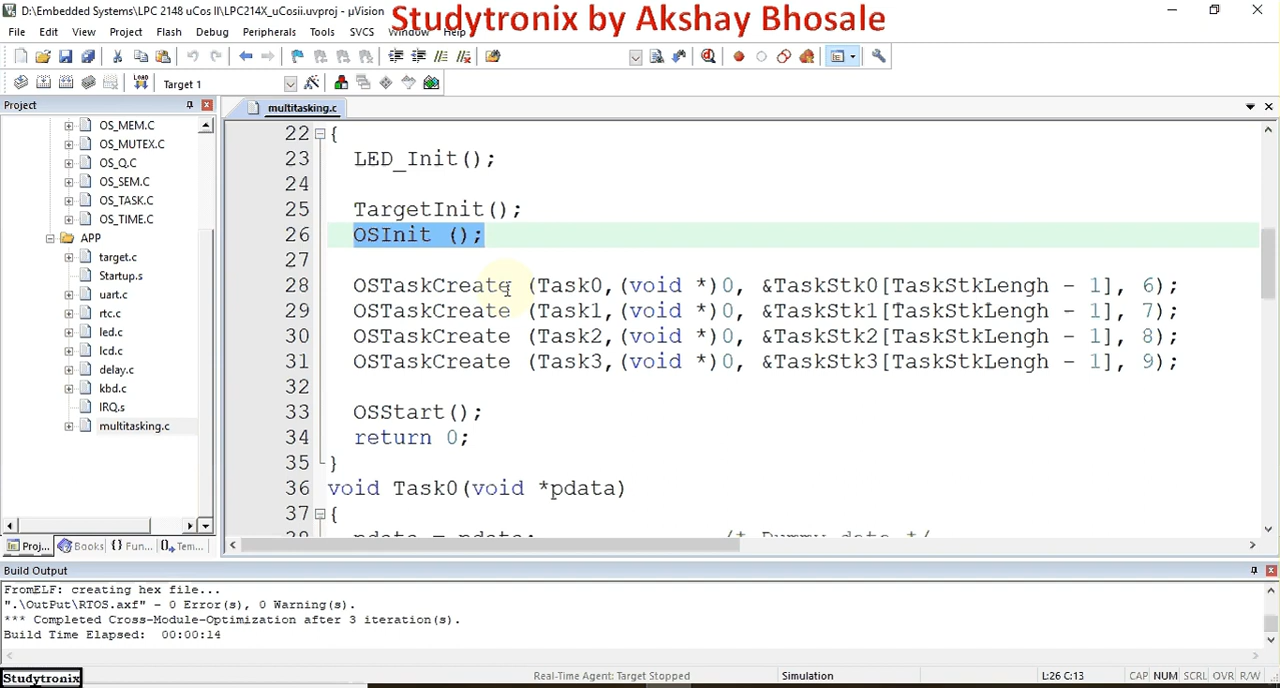 D:\Embedded Systems\LPC 2148 uCos II\LPC214X_uCosii.uvproj - µVision
Studytronix by Akshay Bhosale
File Edit View Project Flash Debug Peripherals Tools SVCS Window Help
LOAD Target 1
Project
multitasking.c
OS_MEM.C
OS_MUTEX.C
OS_Q.C
OS_SEM.C
OS_TASK.C
OS_TIME.C
APP
target.c
Startup.s
uart.c
rtc.c
led.c
lcd.c
delay.c
kbd.c
IRQ.s
multitasking.c
22 {
23 LED_Init();
24
25 TargetInit();
26 OSInit ();
27
28 OSTaskCreate (Task0,(void *)0, &TaskStk0[TaskStkLengh - 1], 6);
29 OSTaskCreate (Task1,(void *)0, &TaskStk1[TaskStkLengh - 1], 7);
30 OSTaskCreate (Task2,(void *)0, &TaskStk2[TaskStkLengh - 1], 8);
31 OSTaskCreate (Task3,(void *)0, &TaskStk3[TaskStkLengh - 1], 9);
32
33 OSStart();
34 return 0;
35 }
36 void Task0(void *pdata)
37 {
38 pdata = pdata; /* Dummy data */
Proj... Books {} Fun... Tem...
Build Output
FromELF: creating hex file...
".\OutPut\RTOS.axf" - 0 Error(s), 0 Warning(s).
*** Completed Cross-Module-Optimization after 3 iteration(s).
Build Time Elapsed:  00:00:14
Studytronix
Real-Time Agent: Target Stopped Simulation L:26 C:13 CAP NUM SCRL OVR R/W